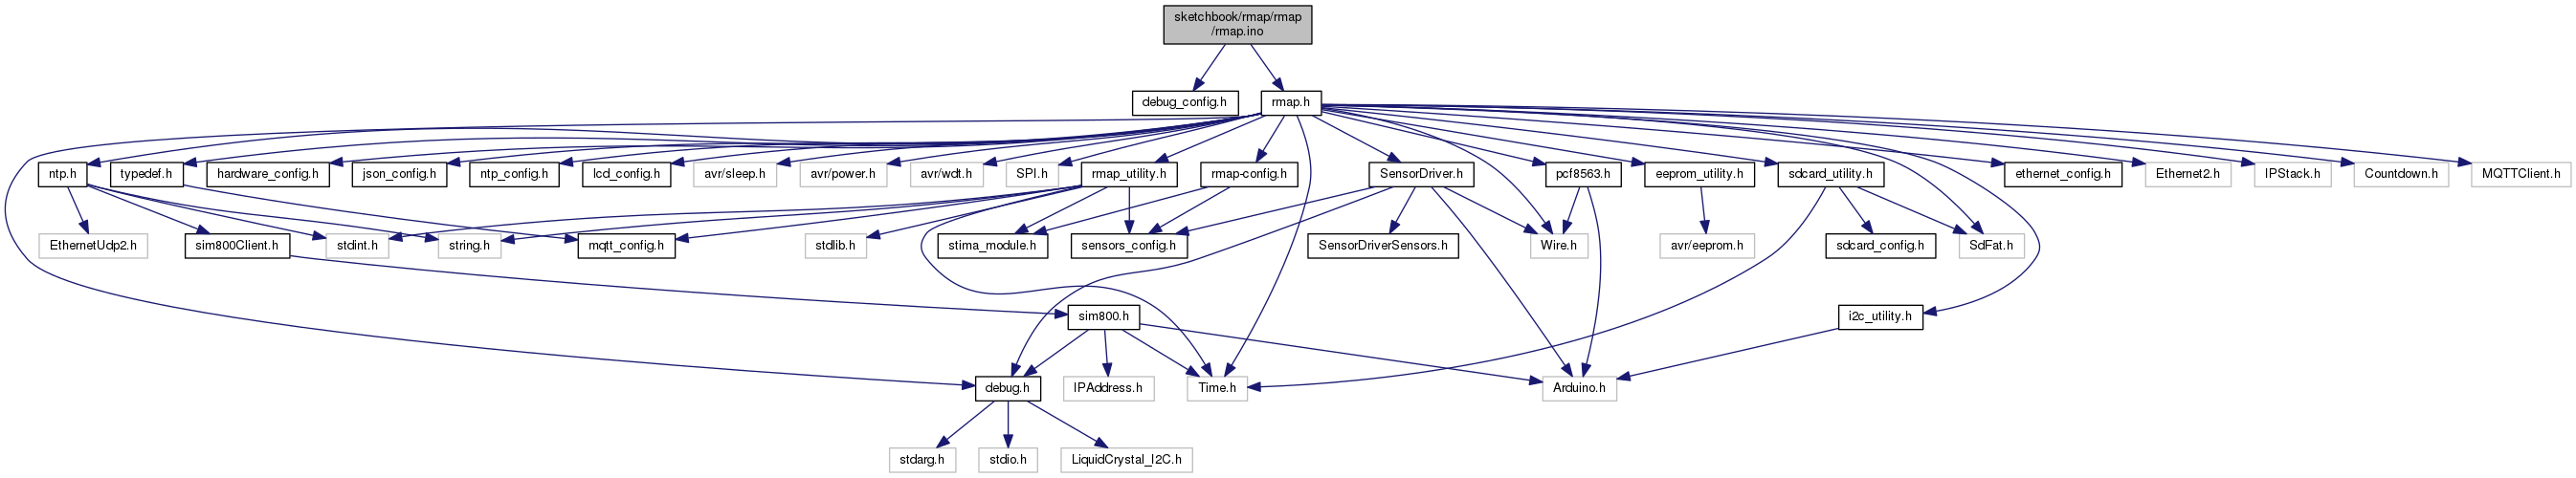 sketchbook/rmap/rmap
/rmap.ino
debug_config.h
rmap.h
ntp.h
typedef.h
hardware_config.h
json_config.h
ntp_config.h
lcd_config.h
avr/sleep.h
avr/power.h
avr/wdt.h
SPI.h
rmap_utility.h
rmap-config.h
SensorDriver.h
pcf8563.h
eeprom_utility.h
sdcard_utility.h
ethernet_config.h
Ethernet2.h
IPStack.h
Countdown.h
MQTTClient.h
EthernetUdp2.h
sim800Client.h
stdint.h
string.h
mqtt_config.h
stdlib.h
stima_module.h
sensors_config.h
SensorDriverSensors.h
Wire.h
avr/eeprom.h
sdcard_config.h
SdFat.h
sim800.h
i2c_utility.h
debug.h
IPAddress.h
Time.h
Arduino.h
stdarg.h
stdio.h
LiquidCrystal_I2C.h